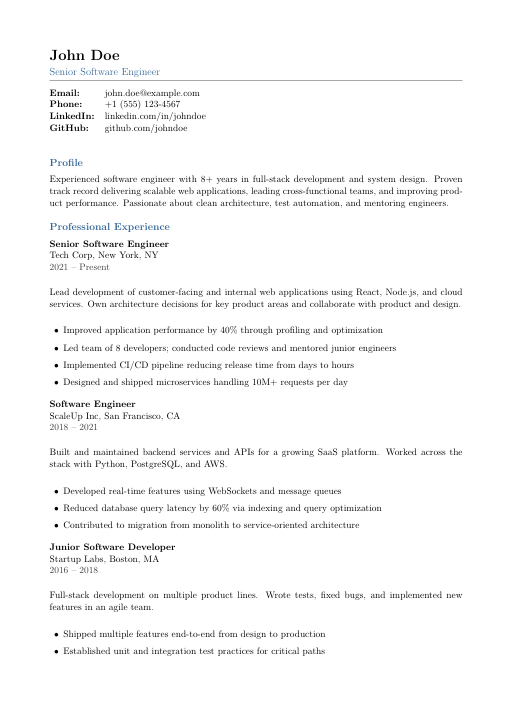 John Doe
Senior Software Engineer
Email: john.doe@example.com
Phone: +1 (555) 123-4567
LinkedIn: linkedin.com/in/johndoe
GitHub: github.com/johndoe
Profile
Experienced software engineer with 8+ years in full-stack development and system design. Proven
track record delivering scalable web applications, leading cross-functional teams, and improving prod-
uct performance. Passionate about clean architecture, test automation, and mentoring engineers.
Professional Experience
Senior Software Engineer
Tech Corp, New York, NY
2021 – Present
Lead development of customer-facing and internal web applications using React, Node.js, and cloud
services. Own architecture decisions for key product areas and collaborate with product and design.
• Improved application performance by 40% through profiling and optimization
• Led team of 8 developers; conducted code reviews and mentored junior engineers
• Implemented CI/CD pipeline reducing release time from days to hours
• Designed and shipped microservices handling 10M+ requests per day
Software Engineer
ScaleUp Inc, San Francisco, CA
2018 – 2021
Built and maintained backend services and APIs for a growing SaaS platform. Worked across the
stack with Python, PostgreSQL, and AWS.
• Developed real-time features using WebSockets and message queues
• Reduced database query latency by 60% via indexing and query optimization
• Contributed to migration from monolith to service-oriented architecture
Junior Software Developer
Startup Labs, Boston, MA
2016 – 2018
Full-stack development on multiple product lines. Wrote tests, fixed bugs, and implemented new
features in an agile team.
• Shipped multiple features end-to-end from design to production
• Established unit and integration test practices for critical paths